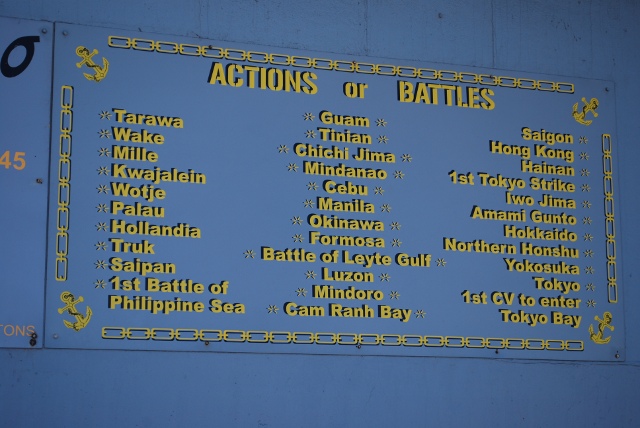 ACTIONS or BATTLES
Tarawa
Wake
Mille
Kwajalein
Wotje
Palau
Hollandia
Truk
Saipan
1st Battle of
Philippine Sea
Guam
Tinian
Chichi Jima
Mindanao
Cebu
Manila
Okinawa
Formosa
Battle of Leyte Gulf
Luzon
Mindoro
Cam Ranh Bay
Saigon
Hong Kong
Hainan
1st Tokyo Strike
Iwo Jima
Amami Gunto
Hokkaido
Northern Honshu
Yokosuka
Tokyo
1st CV to enter
Tokyo Bay
45
TONS